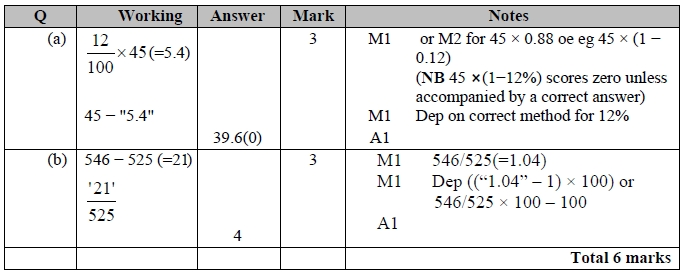 Q Working Answer Mark Notes
(a) 12/100 × 45 (=5.4) 3 M1 or M2 for 45 × 0.88 oe eg 45 × (1 –
0.12)
(NB 45 ×(1−12%) scores zero unless
accompanied by a correct answer)
45 – "5.4" M1 Dep on correct method for 12%
39.6(0) A1
(b) 546 – 525 (=21) 3 M1 546/525(=1.04)
'21'/525 M1 Dep ((“1.04” – 1) × 100) or
546/525 × 100 – 100
A1
4
Total 6 marks